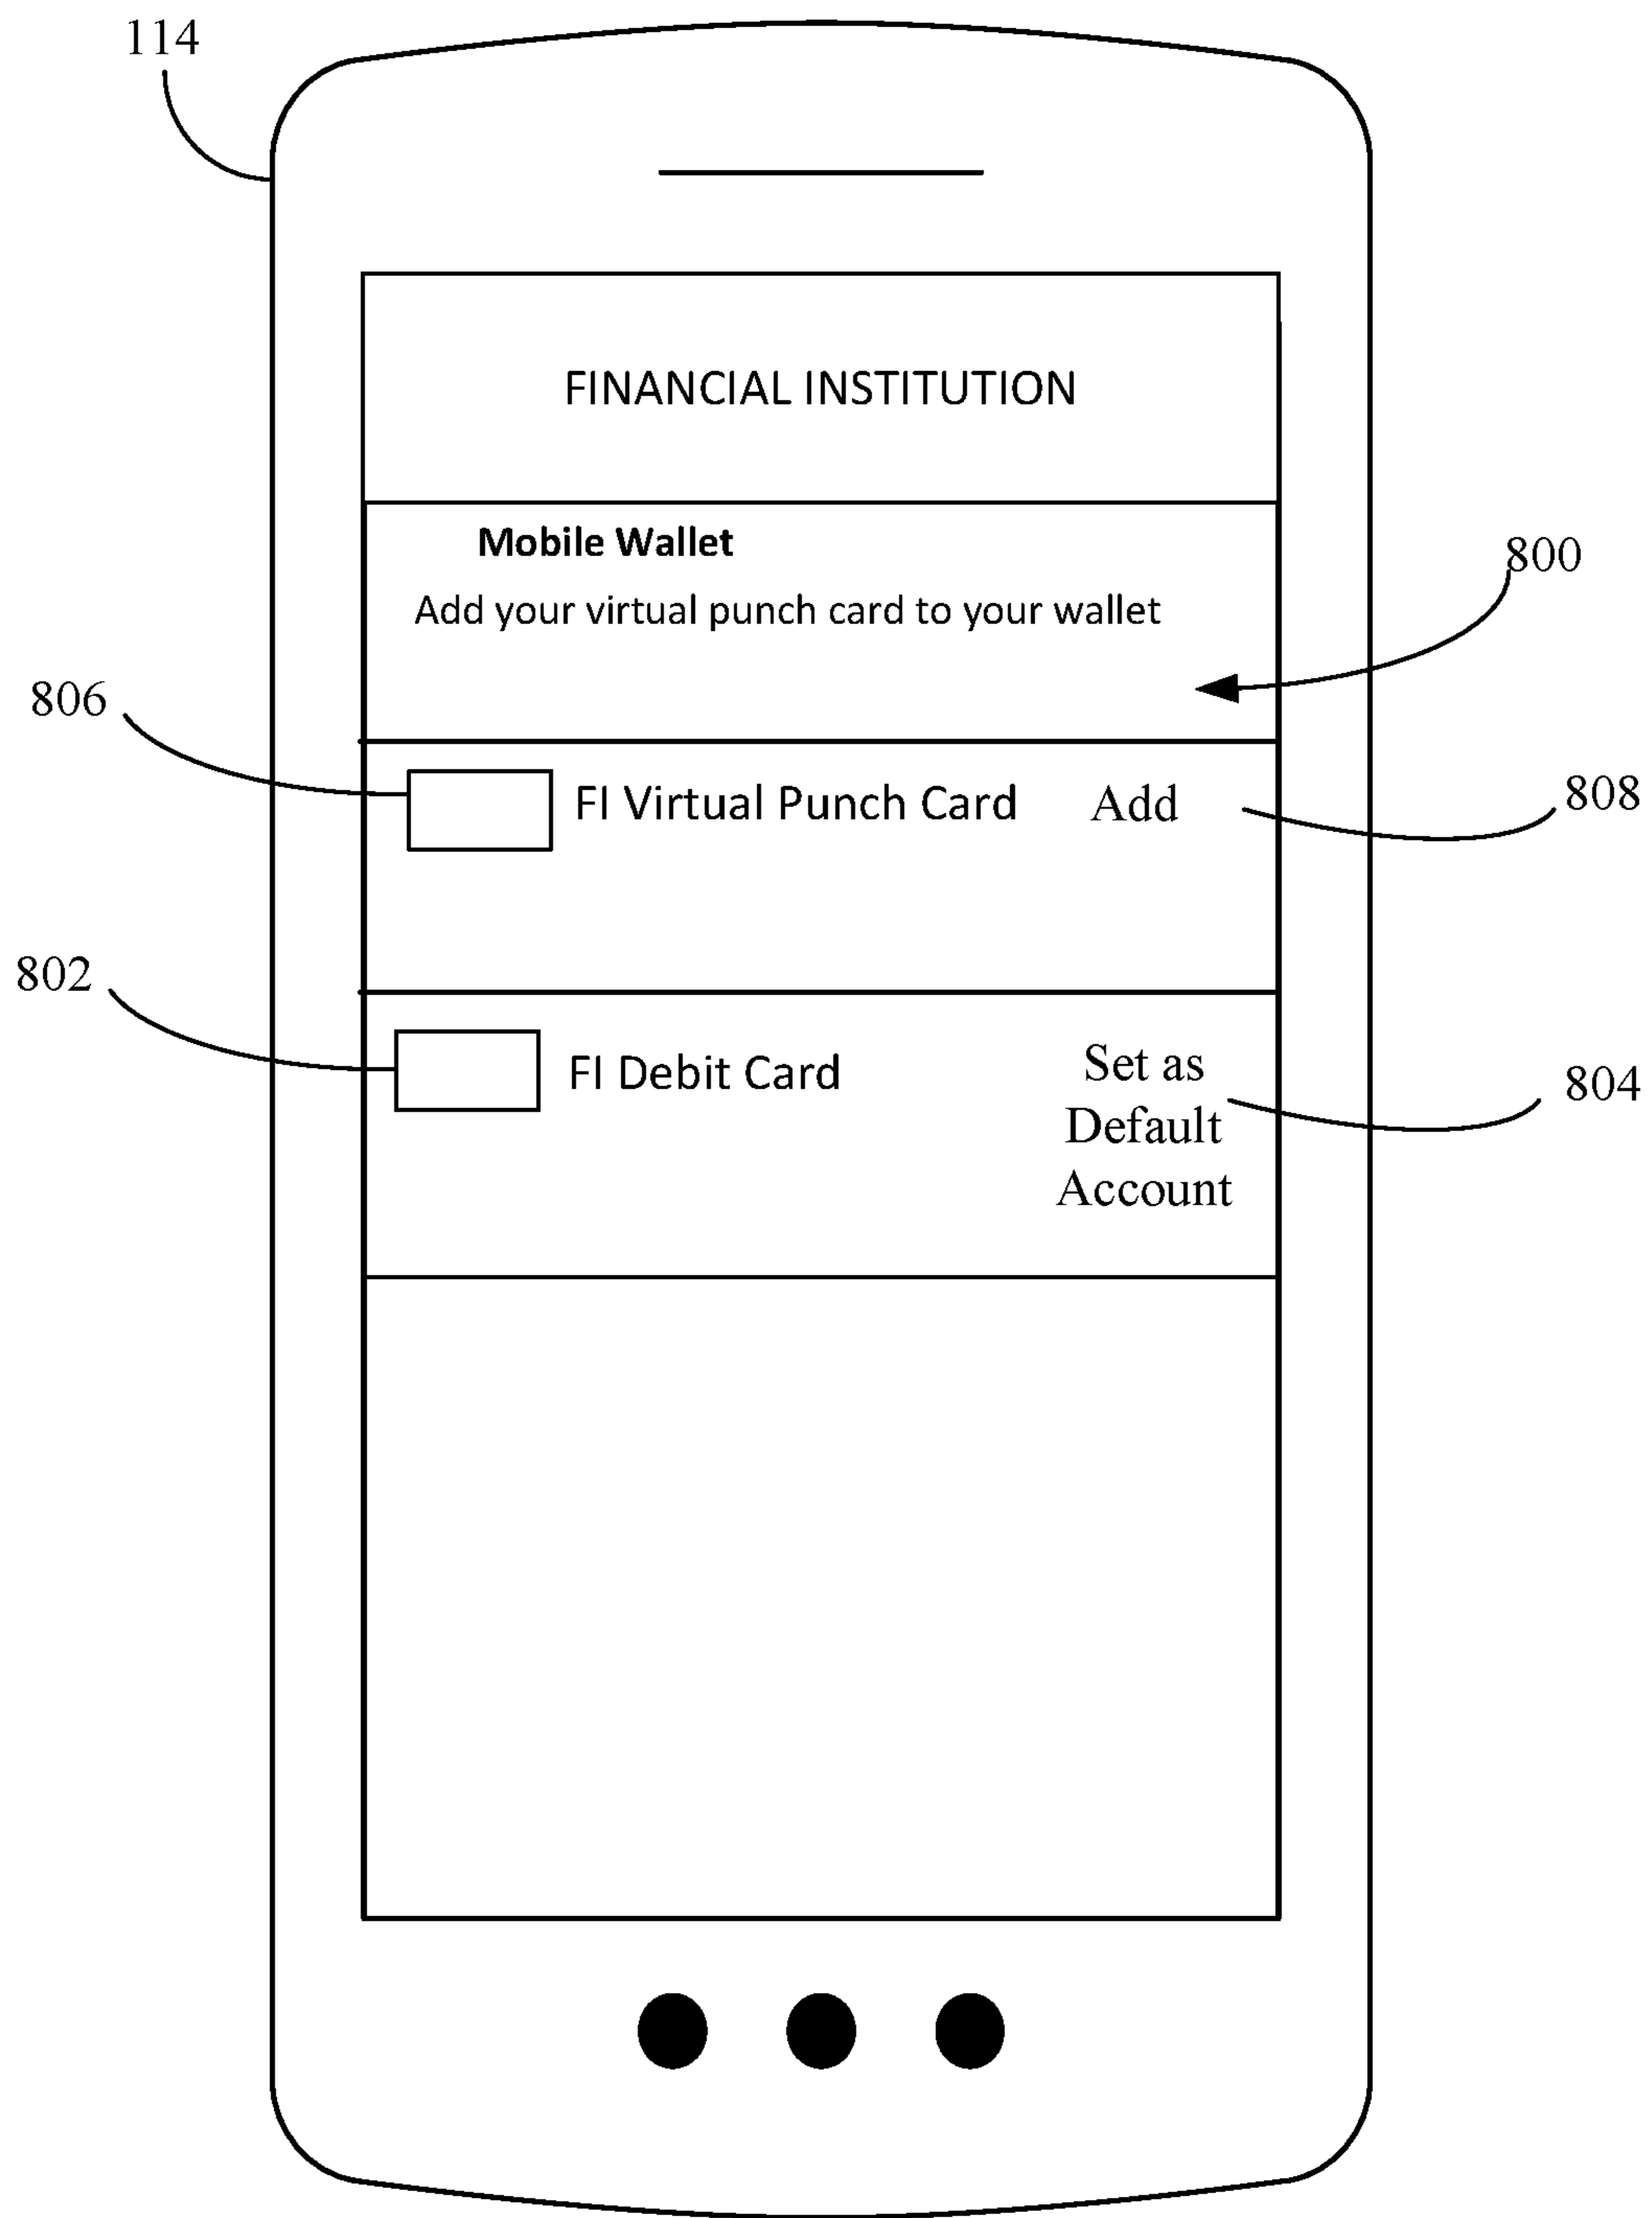 114
FINANCIAL INSTITUTION
Mobile Wallet
800
Add your virtual punch card to your wallet
806
FI Virtual Punch Card Add
808
802
FI Debit Card
Set as
Default
Account
804